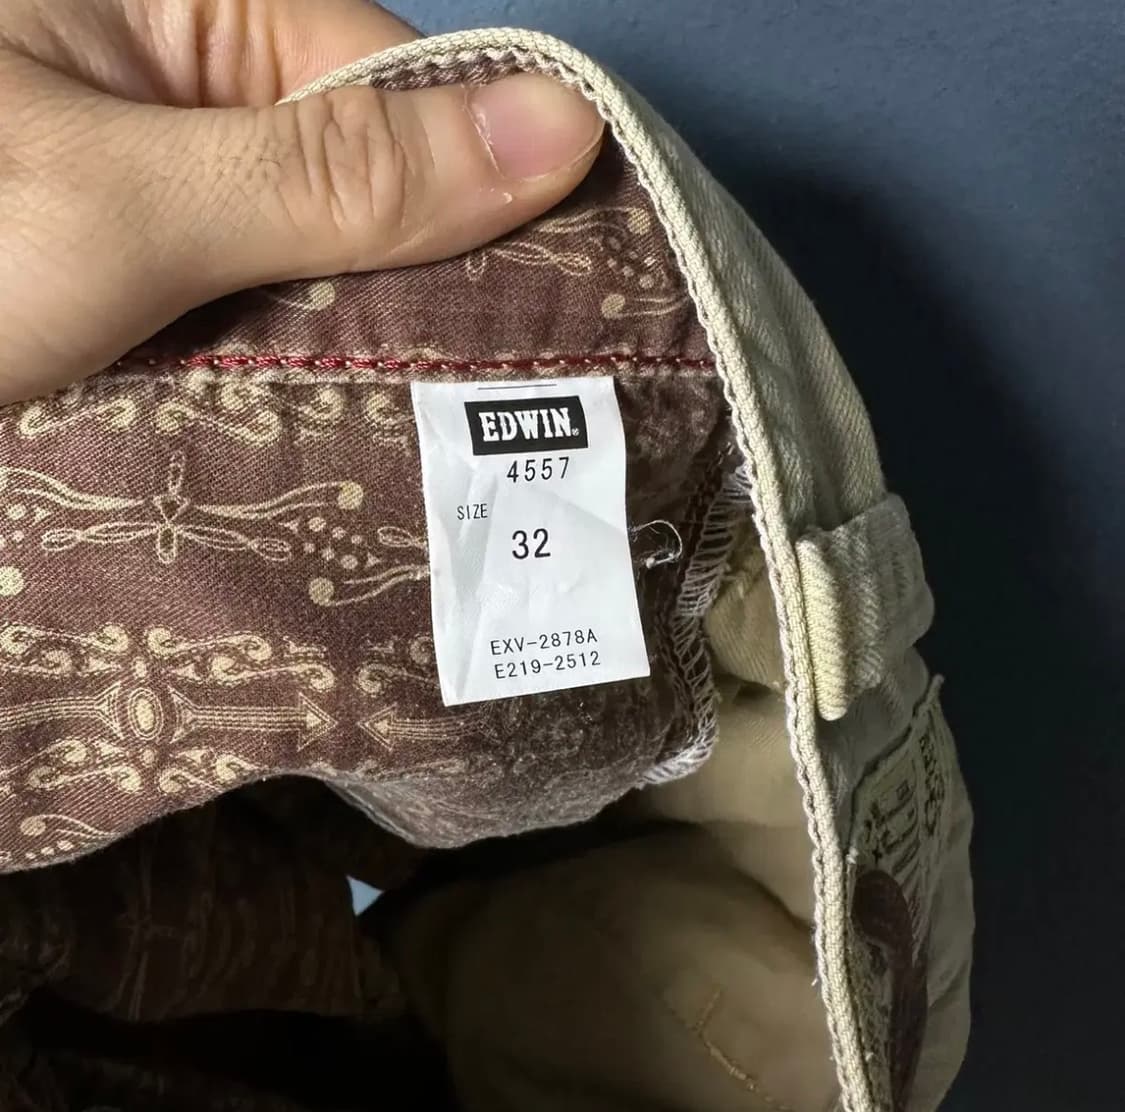 EDWIN®
4557
SIZE
32
EXV-2878A
E219-2512